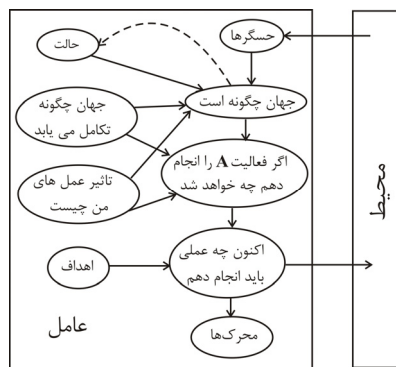 حسگرها
حالت
جهان چگونه است
جهان چگونه
تکامل می یابد
اگر فعالیت A را انجام
دهم چه خواهد شد
تاثیر عمل های
من چیست
اکنون چه عملی
باید انجام دهم
اهداف
محرک‌ها
عامل
محیط